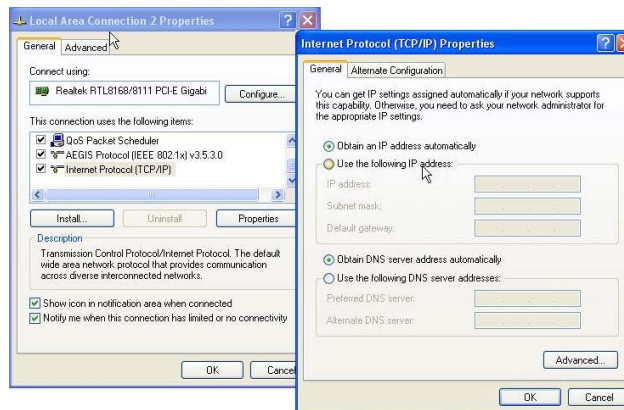 Local Area Connection 2 Properties
General Advanced
Connect using:
Realtek RTL8168/8111 PCI-E Gigabi
Configure...
This connection uses the following items:
QoS Packet Scheduler
AEGIS Protocol (IEEE 802.1x) v3.5.3.0
Internet Protocol (TCP/IP)
Install... Uninstall Properties
Description
Transmission Control Protocol/Internet Protocol. The default
wide area network protocol that provides communication
across diverse interconnected networks.
Show icon in notification area when connected
Notify me when this connection has limited or no connectivity
OK Cancel
Internet Protocol (TCP/IP) Properties
General Alternate Configuration
You can get IP settings assigned automatically if your network supports
this capability. Otherwise, you need to ask your network administrator for
the appropriate IP settings.
Obtain an IP address automatically
Use the following IP address:
IP address:
Subnet mask:
Default gateway:
Obtain DNS server address automatically
Use the following DNS server addresses:
Preferred DNS server:
Alternate DNS server:
Advanced...
OK Cancel